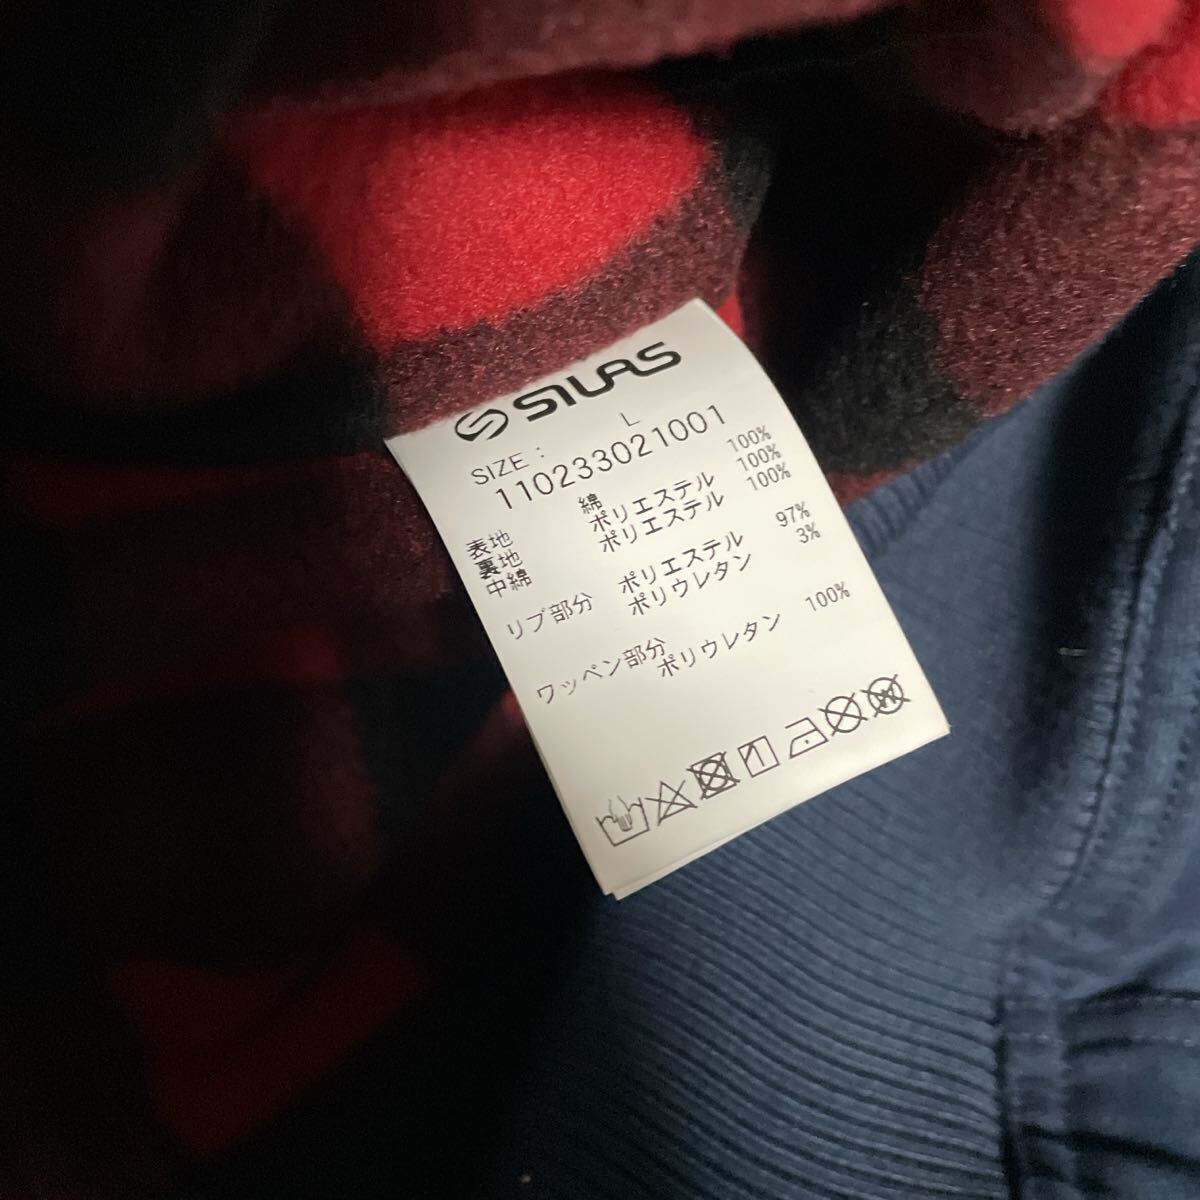 SILAS
SIZE : L
110233021001
表地 綿 100%
裏地 ポリエステル 100%
中綿 ポリエステル 100%
リブ部分 ポリエステル 97%
ポリウレタン 3%
ワッペン部分
ポリウレタン 100%
W